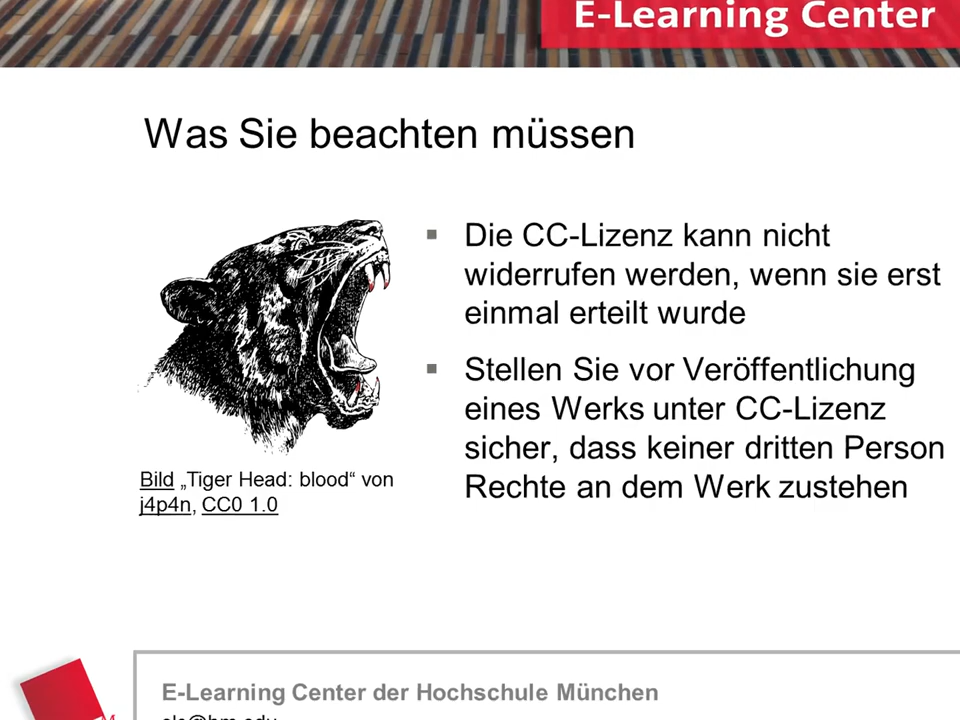 E-Learning Center
Was Sie beachten müssen
▪ Die CC-Lizenz kann nicht
widerrufen werden, wenn sie erst
einmal erteilt wurde
▪ Stellen Sie vor Veröffentlichung
eines Werks unter CC-Lizenz
sicher, dass keiner dritten Person
Rechte an dem Werk zustehen
Bild „Tiger Head: blood“ von
j4p4n, CC0 1.0
E-Learning Center der Hochschule München